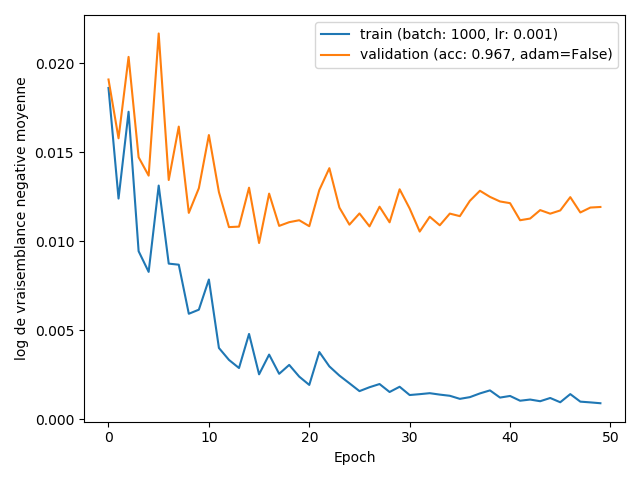 train (batch: 1000, lr: 0.001)
validation (acc: 0.967, adam=False)
log de vraisemblance negative moyenne
0.020
0.015
0.010
0.005
0.000
0 10 20 30 40 50
Epoch